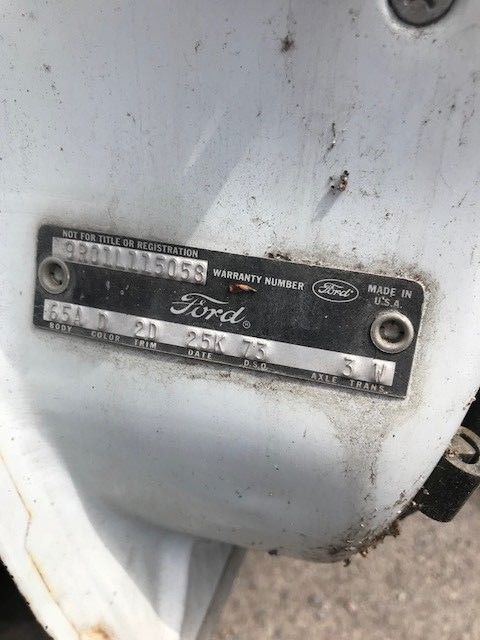 NOT FOR TITLE OR REGISTRATION
9R01L115058
WARRANTY NUMBER
Ford
MADE IN
U.S.A.
Ford®
65A D 2D 25K 73 3 W
BODY COLOR TRIM DATE D.S.O. AXLE TRANS.